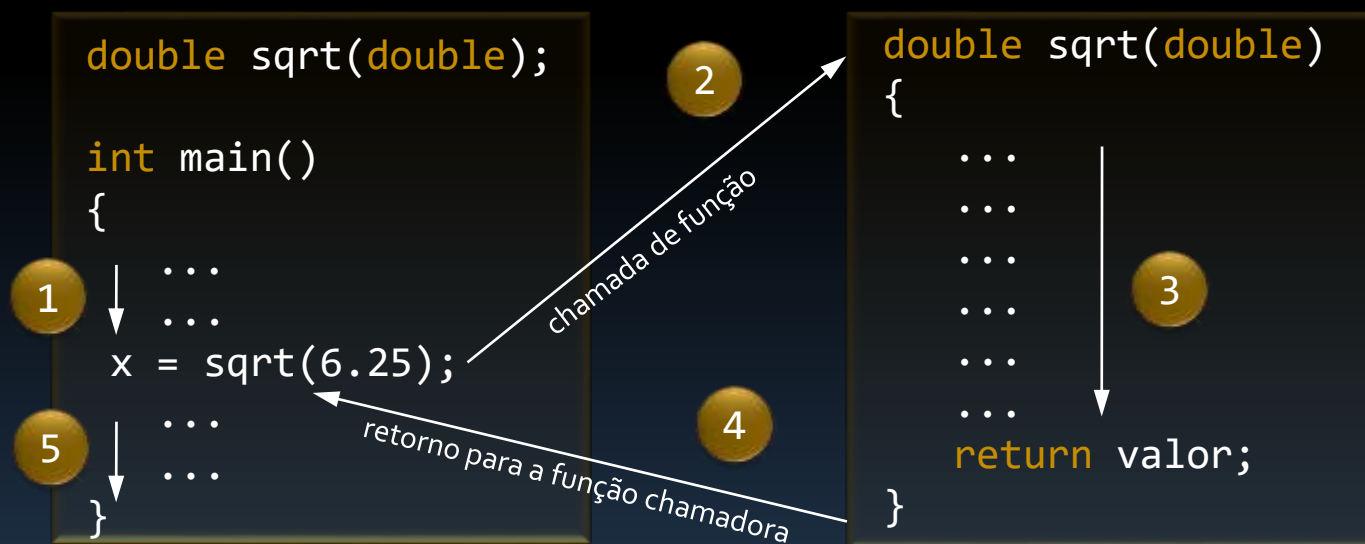 double sqrt(double);
int main()
{
1
...
...
x = sqrt(6.25);
5
...
...
}
2
chamada de função
4
retorno para a função chamadora
double sqrt(double)
{
...
...
...
...
...
...
3
return valor;
}